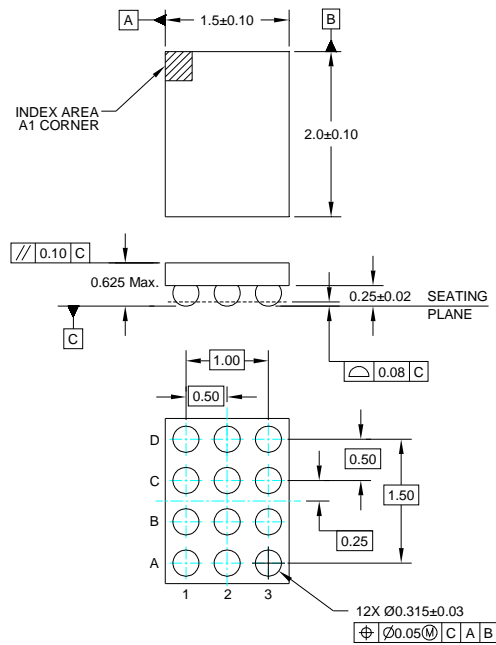 A
1.5±0.10
B
INDEX AREA
A1 CORNER
2.0±0.10
// 0.10 C
0.625 Max.
0.25±0.02
SEATING
PLANE
C
⌓ 0.08 C
1.00
0.50
D
C
B
A
0.50
1.50
0.25
1 2 3
12X Ø0.315±0.03
⌖ Ø0.05Ⓜ C A B